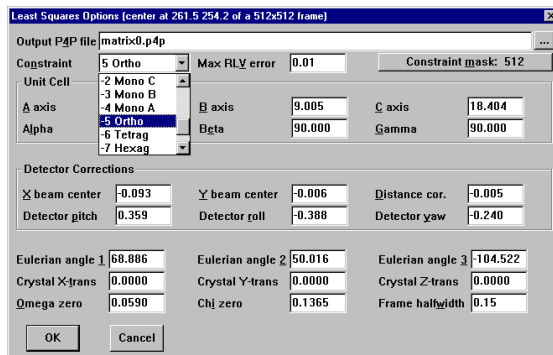 Least Squares Options (center at 261.5 254.2 of a 512x512 frame)
Output P4P file matrix0.p4p ...
Constraint 5 Ortho Max RLV error 0.01 Constraint mask: 512
-2 Mono C
-3 Mono B
-4 Mono A
-5 Ortho
-6 Tetrag
-7 Hexag
Unit Cell
A axis B axis 9.005 C axis 18.404
Alpha Beta 90.000 Gamma 90.000
Detector Corrections
X beam center -0.093 Y beam center -0.006 Distance cor. -0.005
Detector pitch 0.359 Detector roll -0.388 Detector yaw -0.240
Eulerian angle 1 68.886 Eulerian angle 2 50.016 Eulerian angle 3 -104.522
Crystal X-trans 0.0000 Crystal Y-trans 0.0000 Crystal Z-trans 0.0000
Omega zero 0.0590 Chi zero 0.1365 Frame halfwidth 0.15
OK Cancel